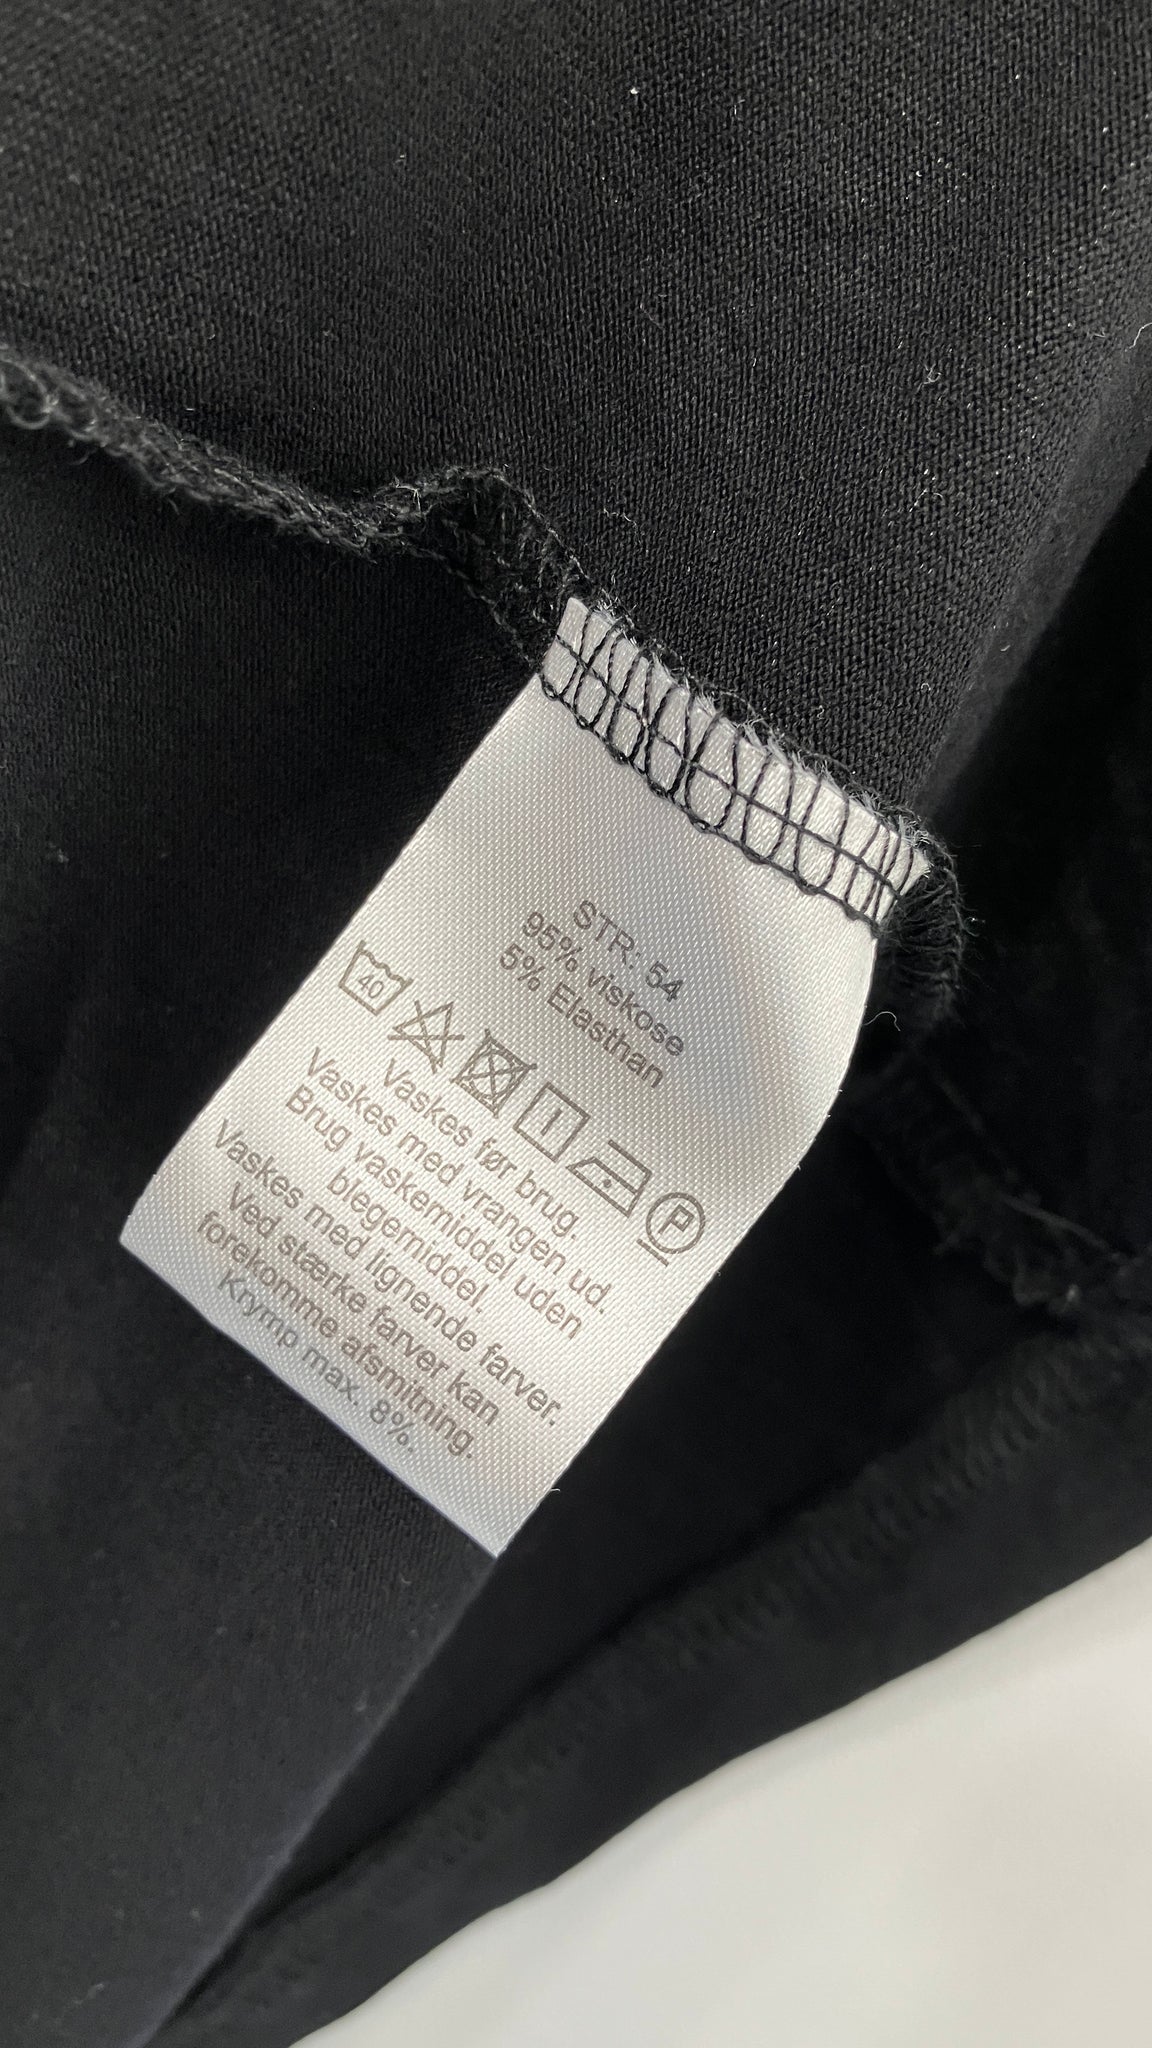 STR: 54
95% viskose
5% Elasthan
40 P
Vaskes før brug.
Vaskes med vrangen ud.
Brug vaskemiddel uden
blegemiddel.
Vaskes med lignende farver.
Ved stærke farver kan
forekomme afsmitning.
Krymp max. 8%.